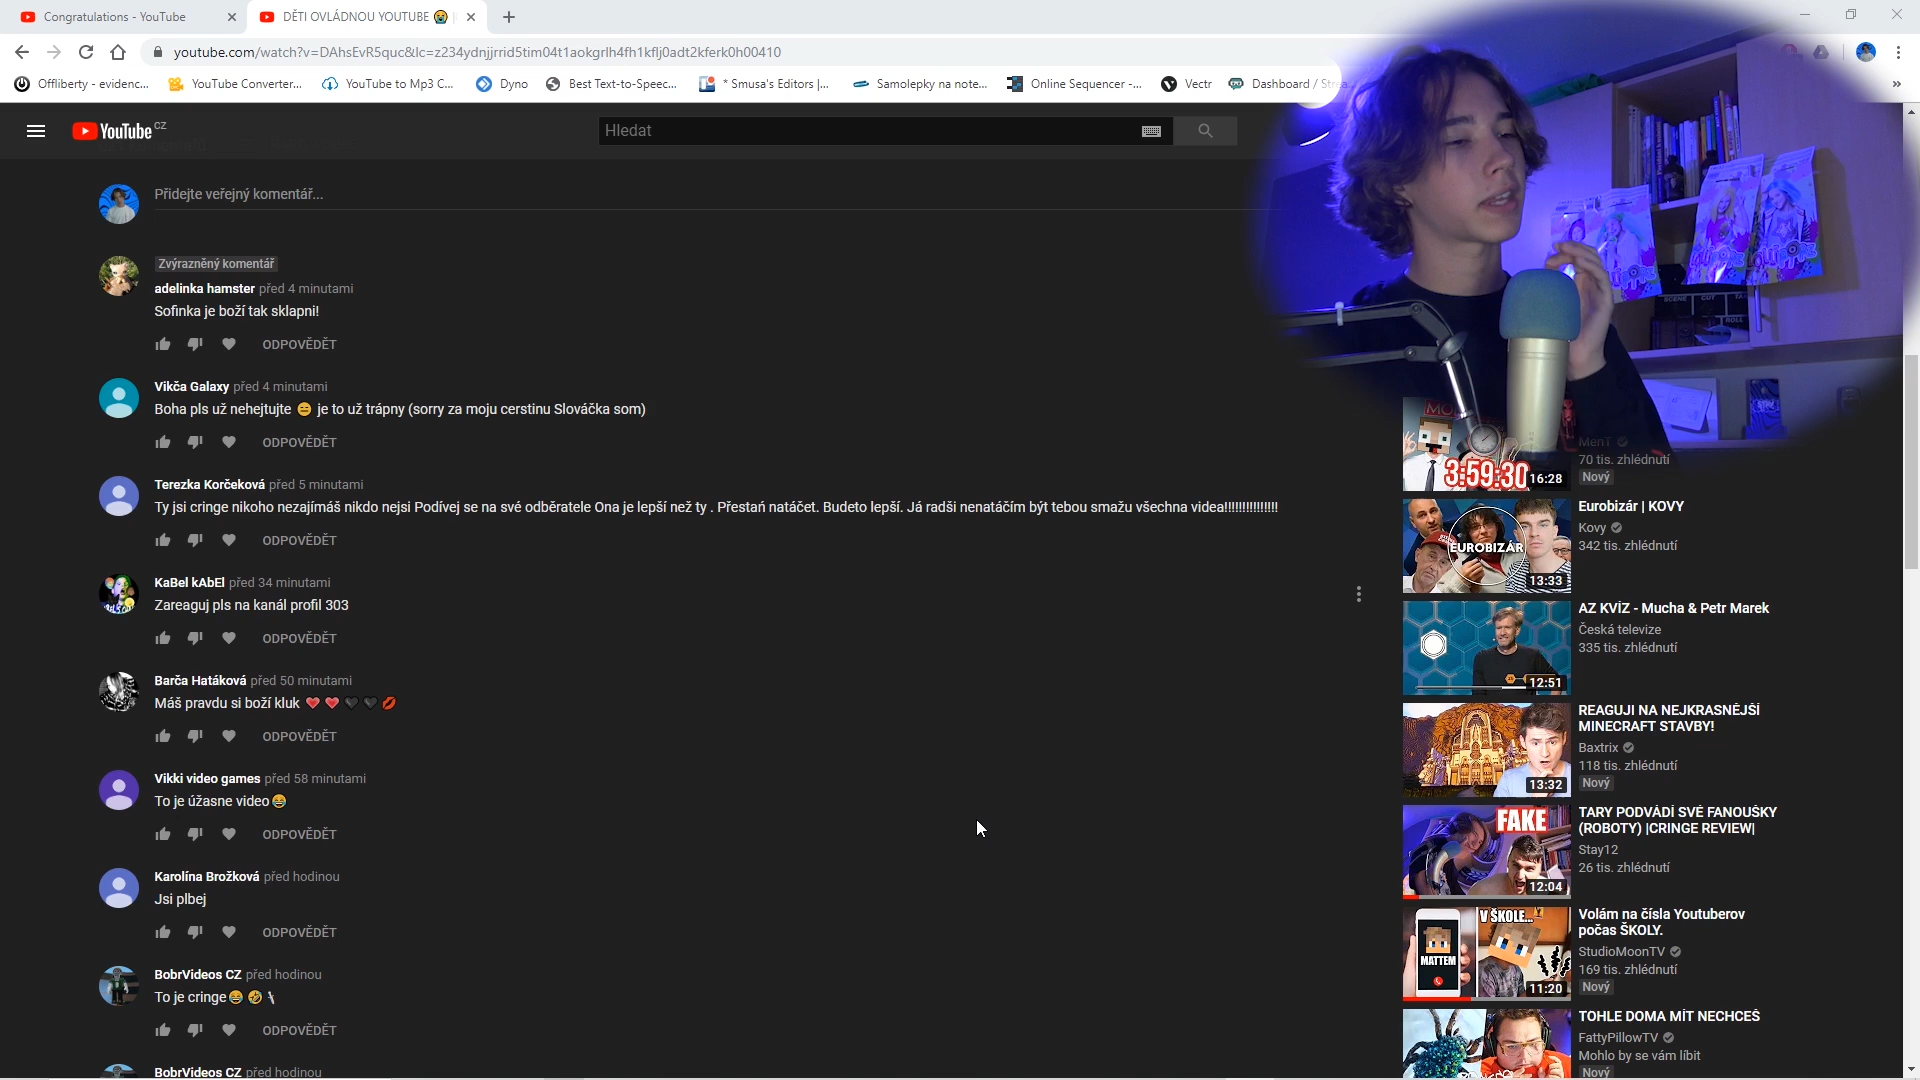 Congratulations - YouTube
DĚTI OVLÁDNOU YOUTUBE 😭
youtube.com/watch?v=DAhsEvR5quc&lc=z234ydnjjrrid5tim04t1aokgrlh4fh1kflj0adt2kferk0h00410
Offliberty - evidenc...
YouTube Converter...
YouTube to Mp3 C...
Dyno
Best Text-to-Speec...
* Smusa's Editors |...
Samolepky na note...
Online Sequencer -...
Vectr
Dashboard / Strea
»
YouTube CZ
Hledat
Přidejte veřejný komentář...
Zvýrazněný komentář
adelinka hamster před 4 minutami
Sofinka je boží tak sklapni!
ODPOVĚDĚT
Vikča Galaxy před 4 minutami
Boha pls už nehejtujte 😑 je to už trápny (sorry za moju cerstinu Slováčka som)
ODPOVĚDĚT
Terezka Korčeková před 5 minutami
Ty jsi cringe nikoho nezajímáš nikdo nejsi Podívej se na své odběratele Ona je lepší než ty . Přestaň natáčet. Budeto lepší. Já radši nenatáčím být tebou smažu všechna videa!!!!!!!!!!!!!!!
ODPOVĚDĚT
KaBel kAbEl před 34 minutami
Zareaguj pls na kanál profil 303
ODPOVĚDĚT
Barča Hatáková před 50 minutami
Máš pravdu si boží kluk ❤️ ❤️ 🖤 🖤 💋
ODPOVĚDĚT
Vikki video games před 58 minutami
To je úžasne video😂
ODPOVĚDĚT
Karolína Brožková před hodinou
Jsi plbej
ODPOVĚDĚT
BobrVideos CZ před hodinou
To je cringe😂 🤣
ODPOVĚDĚT
BobrVideos CZ před hodinou
3:59:30
16:28
MenT
70 tis. zhlédnutí
Nový
EUROBIZÁR
13:33
Eurobizár | KOVY
Kovy
342 tis. zhlédnutí
12:51
AZ KVÍZ - Mucha & Petr Marek
Česká televize
335 tis. zhlédnutí
13:32
REAGUJI NA NEJKRÁSNĚJŠÍ
MINECRAFT STAVBY!
Baxtrix
118 tis. zhlédnutí
Nový
FAKE
12:04
TARY PODVÁDÍ SVÉ FANOUŠKY
(ROBOTY) |CRINGE REVIEW|
Stay12
26 tis. zhlédnutí
V ŠKOLE...
MATTEM
11:20
Volám na čísla Youtuberov
počas ŠKOLY.
StudioMoonTV
169 tis. zhlédnutí
Nový
TOHLE DOMA MÍT NECHCEŠ
FattyPillowTV
Mohlo by se vám líbit
Nový
SCENE
CUT
ROLL